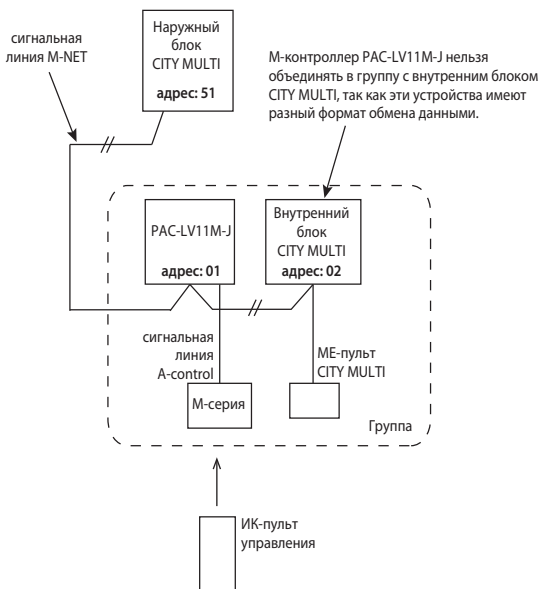 сигнальная
линия M-NET
Наружный
блок
CITY MULTI
адрес: 51
М-контроллер PAC-LV11M-J нельзя
объединять в группу с внутренним блоком
CITY MULTI, так как эти устройства имеют
разный формат обмена данными.
PAC-LV11M-J
адрес: 01
Внутренний
блок
CITY MULTI
адрес: 02
сигнальная
линия
A-control
М-серия
МЕ-пульт
CITY MULTI
Группа
ИК-пульт
управления